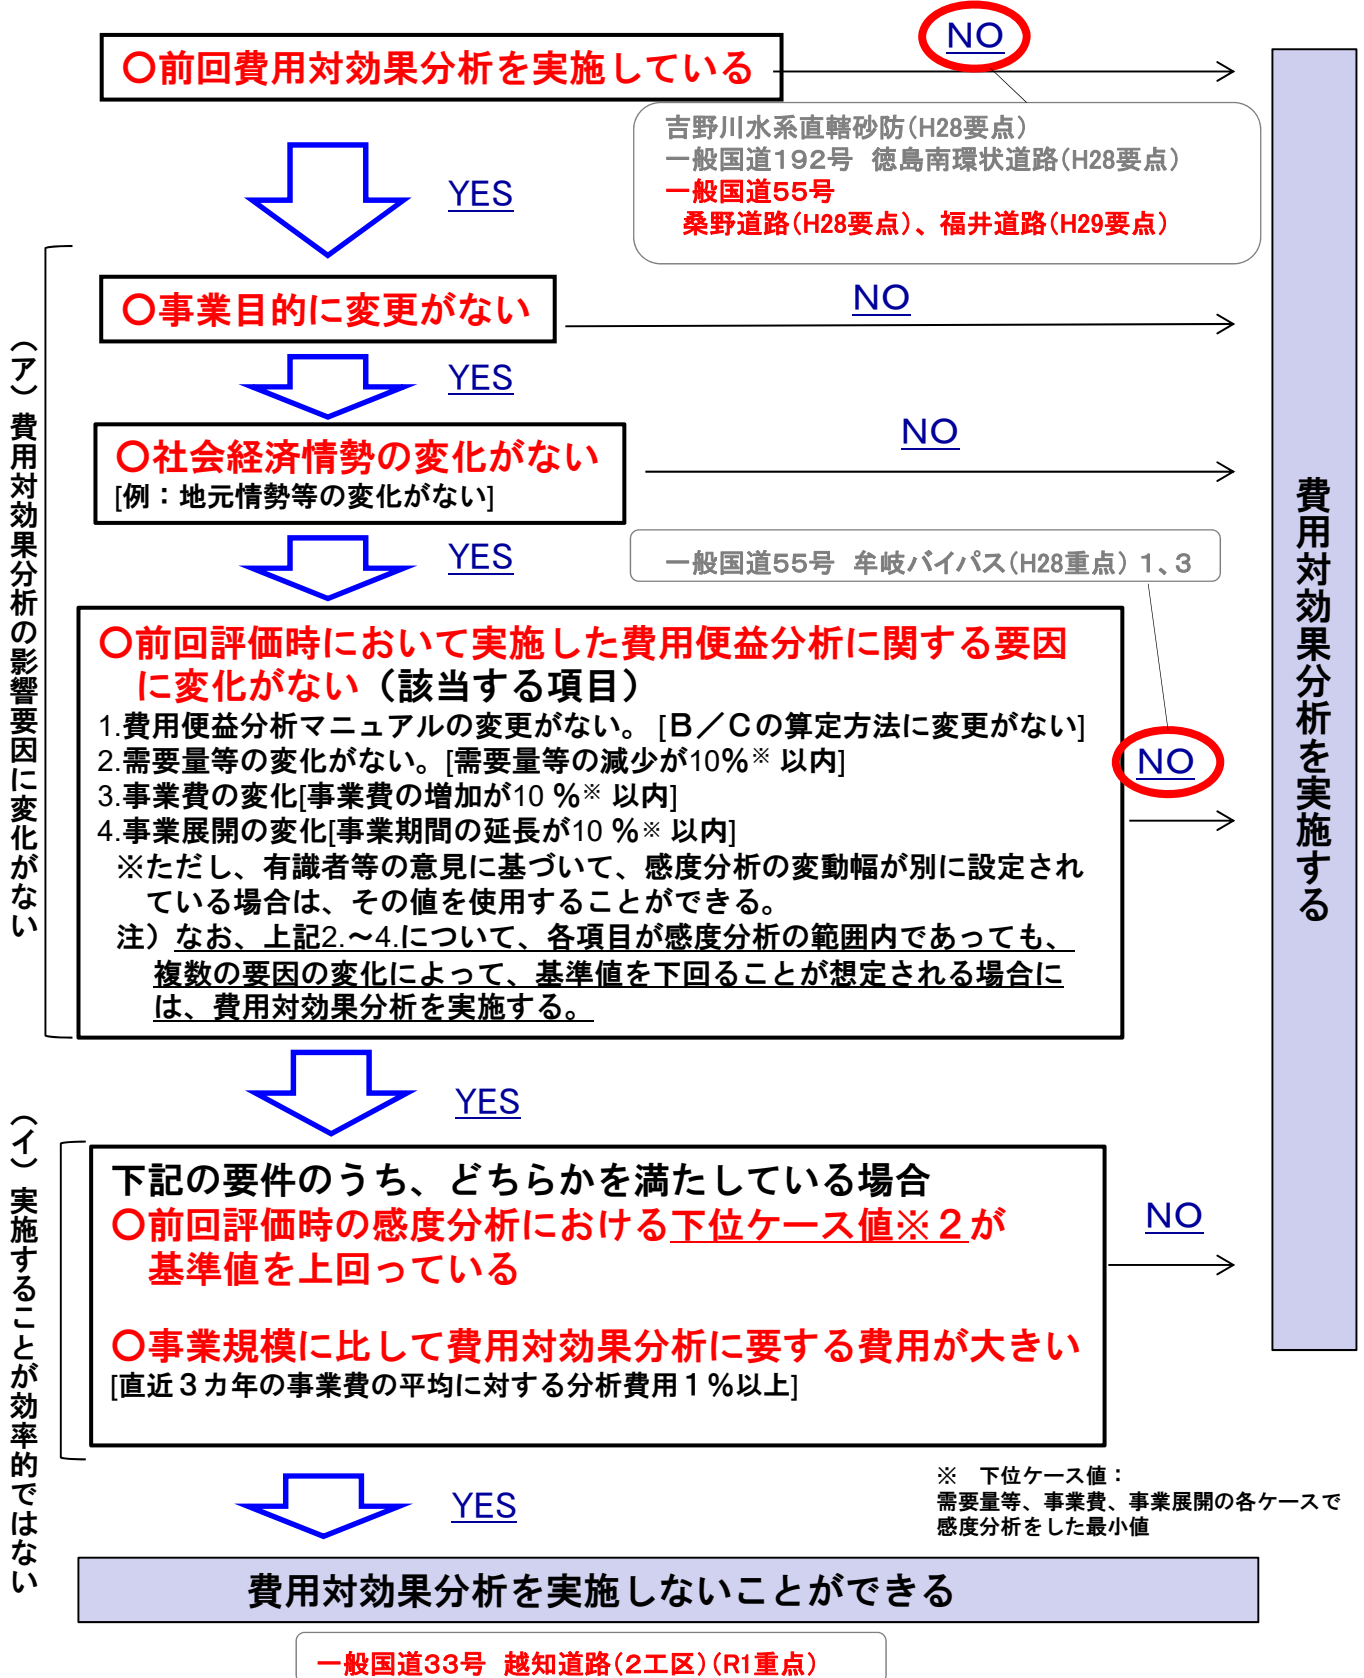 〇前回費用対効果分析を実施している
NO
吉野川水系直轄砂防(H28要点)
一般国道192号 徳島南環状道路(H28要点)
一般国道55号
桑野道路(H28要点)、福井道路(H29要点)
YES
(ア)費用対効果分析の影響要因に変化がない
〇事業目的に変更がない
NO
YES
〇社会経済情勢の変化がない
[例：地元情勢等の変化がない]
NO
YES
一般国道55号 牟岐バイパス(H28重点) 1、3
〇前回評価時において実施した費用便益分析に関する要因
に変化がない（該当する項目）
1.費用便益分析マニュアルの変更がない。 [Ｂ／Ｃの算定方法に変更がない]
2.需要量等の変化がない。[需要量等の減少が10%※ 以内]
3.事業費の変化[事業費の増加が10 %※ 以内]
4.事業展開の変化[事業期間の延長が10 %※ 以内]
※ただし、有識者等の意見に基づいて、感度分析の変動幅が別に設定され
ている場合は、その値を使用することができる。
注）なお、上記2.～4.について、各項目が感度分析の範囲内であっても、
複数の要因の変化によって、基準値を下回ることが想定される場合に
は、費用対効果分析を実施する。
NO
費用対効果分析を実施する
YES
(イ)実施することが効率的ではない
下記の要件のうち、どちらかを満たしている場合
〇前回評価時の感度分析における下位ケース値※２が
基準値を上回っている
〇事業規模に比して費用対効果分析に要する費用が大きい
[直近３カ年の事業費の平均に対する分析費用１％以上]
NO
YES
※ 下位ケース値：
需要量等、事業費、事業展開の各ケースで
感度分析をした最小値
費用対効果分析を実施しないことができる
一般国道33号 越知道路(2工区)(R1重点)